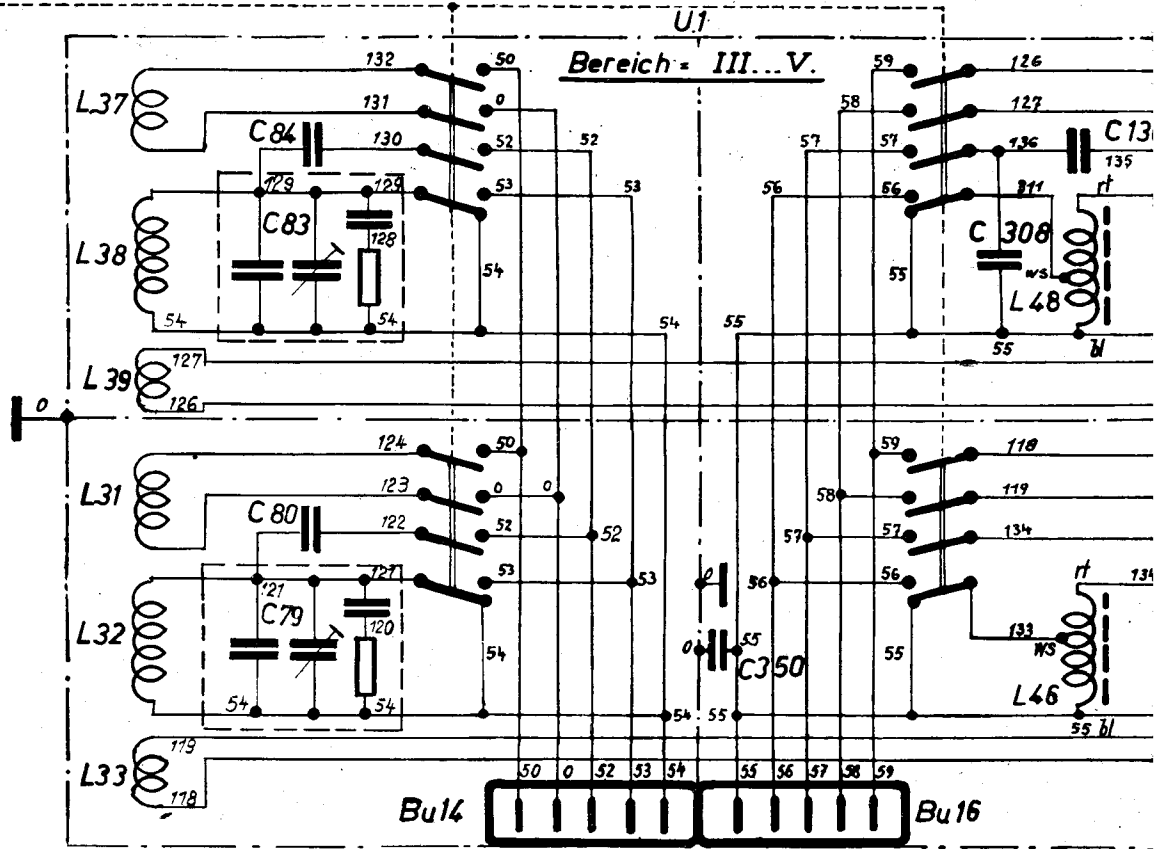 U.1
Bereich = III...V.
132 50 59 126
L37
131 0 58 127
C84 130 52 52 57 57 136 135
129 129 53 53 56 56 311 rt
C83
128
L38
C 308
54 55 ws
L48
54 54 54 55 55 bl
127
L39
0
126
124 50 59 118
L31
123 0 0 58 119
C80 122 52 52 57 57 134
121 121 53 53 0 56 56 rt 134
C79
120
L32
54 0 55 55 133 ws
C350
L46
54 54 54 55 55 bl
119
L33
118
50 0 52 53 54 55 56 57 58 59
Bu14 Bu16